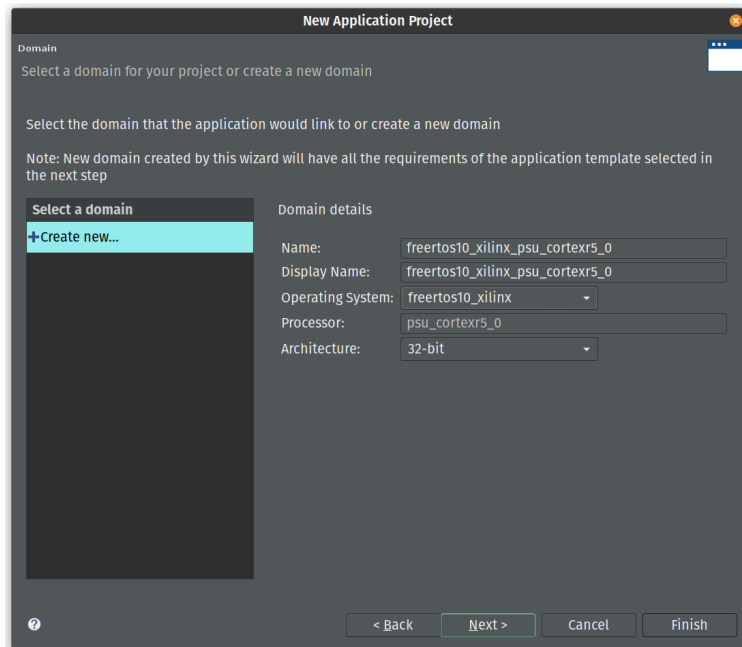 New Application Project
Domain
Select a domain for your project or create a new domain
Select the domain that the application would link to or create a new domain
Note: New domain created by this wizard will have all the requirements of the application template selected in
the next step
Select a domain
Create new...
Domain details
Name: freertos10_xilinx_psu_cortexr5_0
Display Name: freertos10_xilinx_psu_cortexr5_0
Operating System: freertos10_xilinx
Processor: psu_cortexr5_0
Architecture: 32-bit
? < Back Next > Cancel Finish